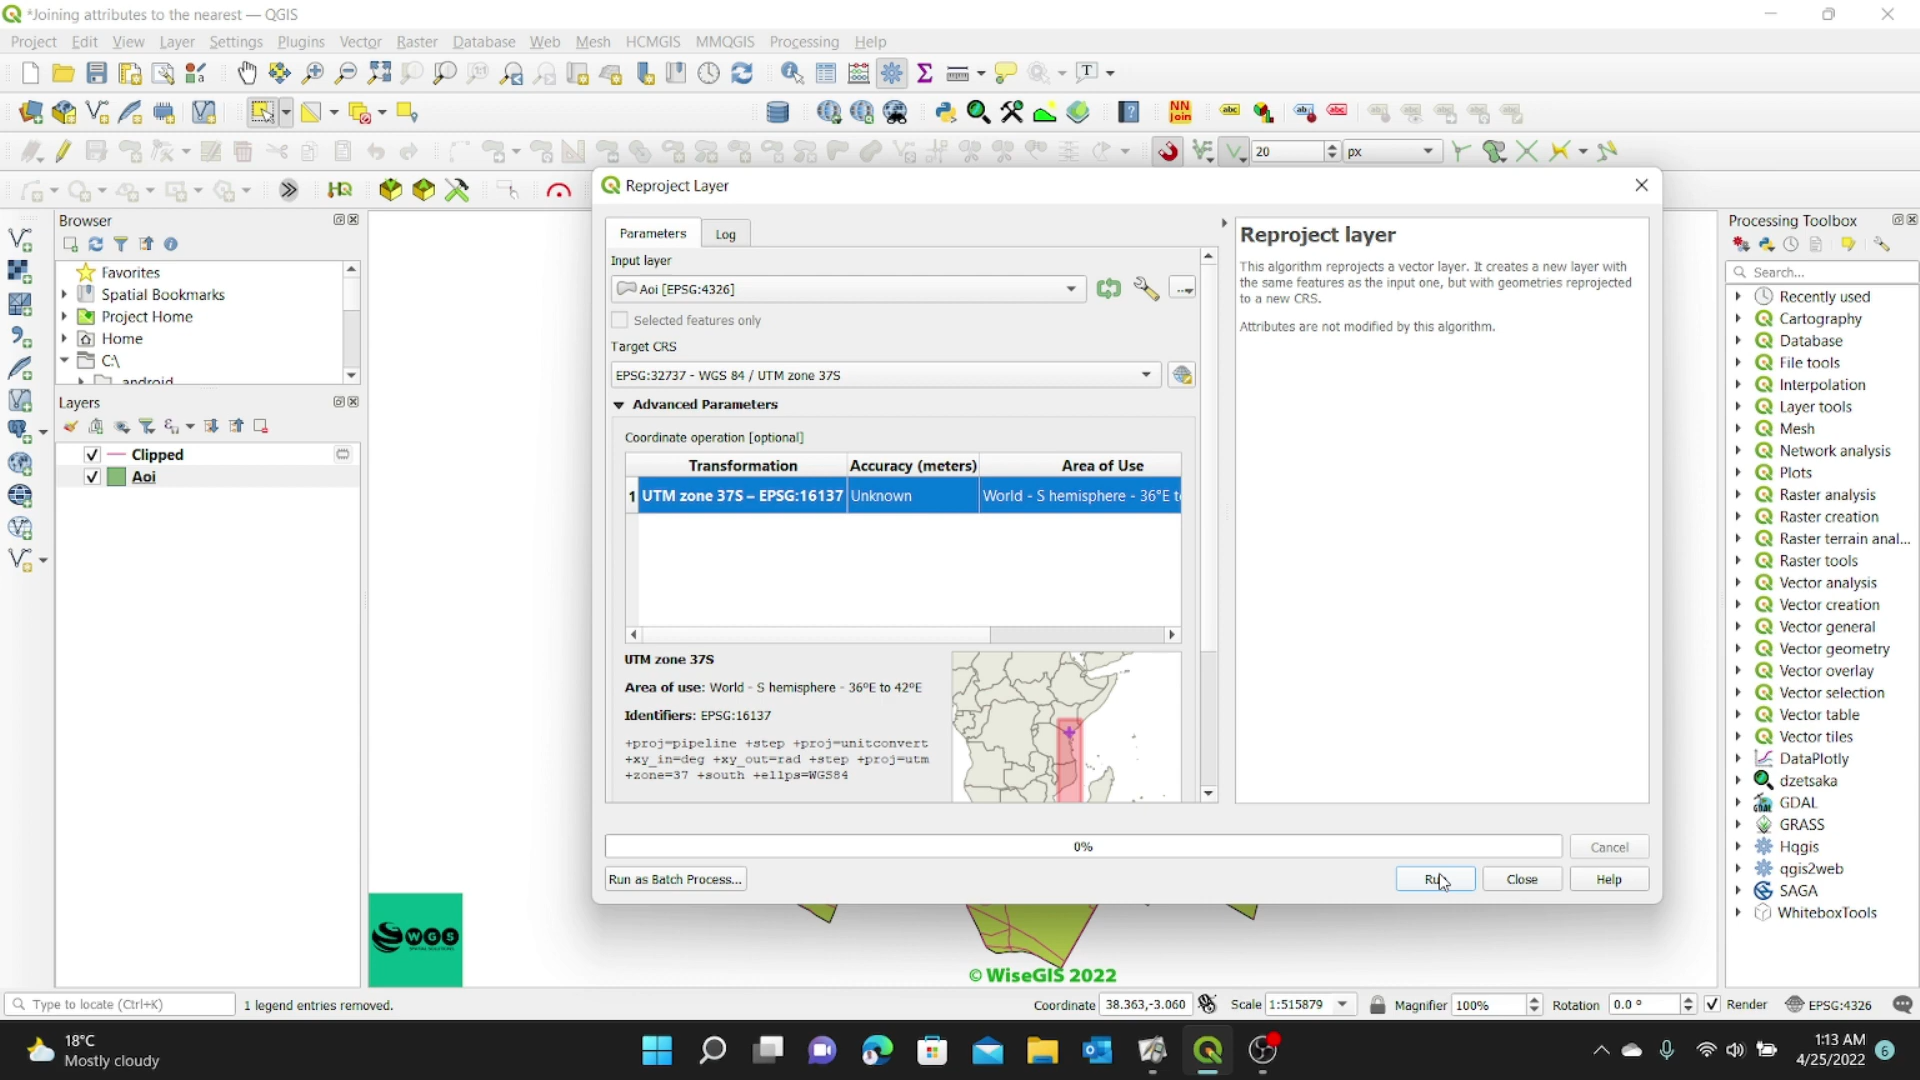 *Joining attributes to the nearest — QGIS
Project Edit View Layer Settings Plugins Vector Raster Database Web Mesh HCMGIS MMQGIS Processing Help
20 px
Browser
Favorites
Spatial Bookmarks
Project Home
Home
C:\
android
Layers
Clipped
Aoi
Reproject Layer
Parameters Log
Input layer
Aoi [EPSG:4326]
Selected features only
Target CRS
EPSG:32737 - WGS 84 / UTM zone 37S
Advanced Parameters
Coordinate operation [optional]
Transformation Accuracy (meters) Area of Use
1 UTM zone 37S – EPSG:16137 Unknown World - S hemisphere - 36°E t
UTM zone 37S
Area of use: World - S hemisphere - 36ºE to 42ºE
Identifiers: EPSG:16137
+proj=pipeline +step +proj=unitconvert
+xy_in=deg +xy_out=rad +step +proj=utm
+zone=37 +south +ellps=WGS84
Reproject layer
This algorithm reprojects a vector layer. It creates a new layer with
the same features as the input one, but with geometries reprojected
to a new CRS.
Attributes are not modified by this algorithm.
0%
Cancel
Run as Batch Process...
Run Close Help
Processing Toolbox
Search...
Recently used
Cartography
Database
File tools
Interpolation
Layer tools
Mesh
Network analysis
Plots
Raster analysis
Raster creation
Raster terrain anal...
Raster tools
Vector analysis
Vector creation
Vector general
Vector geometry
Vector overlay
Vector selection
Vector table
Vector tiles
DataPlotly
dzetsaka
GDAL
GRASS
Hqgis
qgis2web
SAGA
WhiteboxTools
WGS
© WiseGIS 2022
Type to locate (Ctrl+K) 1 legend entries removed. Coordinate 38.363,-3.060 Scale 1:515879 Magnifier 100% Rotation 0.0 ° Render EPSG:4326
18°C
Mostly cloudy
1:13 AM
4/25/2022
6